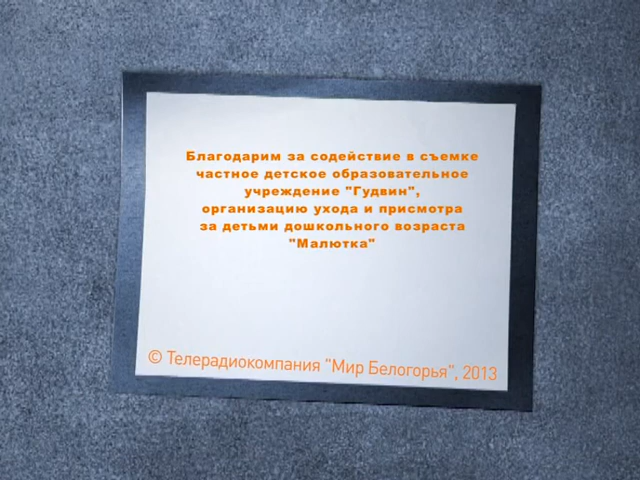 Благодарим за содействие в съемке
частное детское образовательное
учреждение "Гудвин",
организацию ухода и присмотра
за детьми дошкольного возраста
"Малютка"
© Телерадиокомпания "Мир Белогорья", 2013